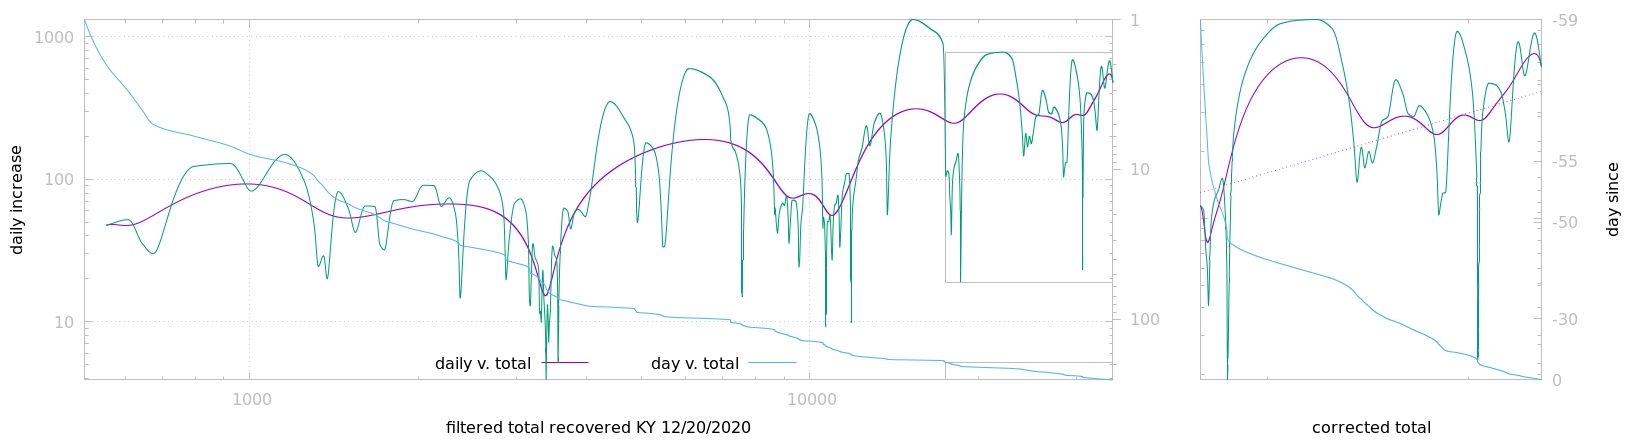 1000
100
10
daily increase
daily v. total
day v. total
1000
10000
filtered total recovered KY 12/20/2020
1
10
100
-59
-55
-50
-30
0
day since
corrected total